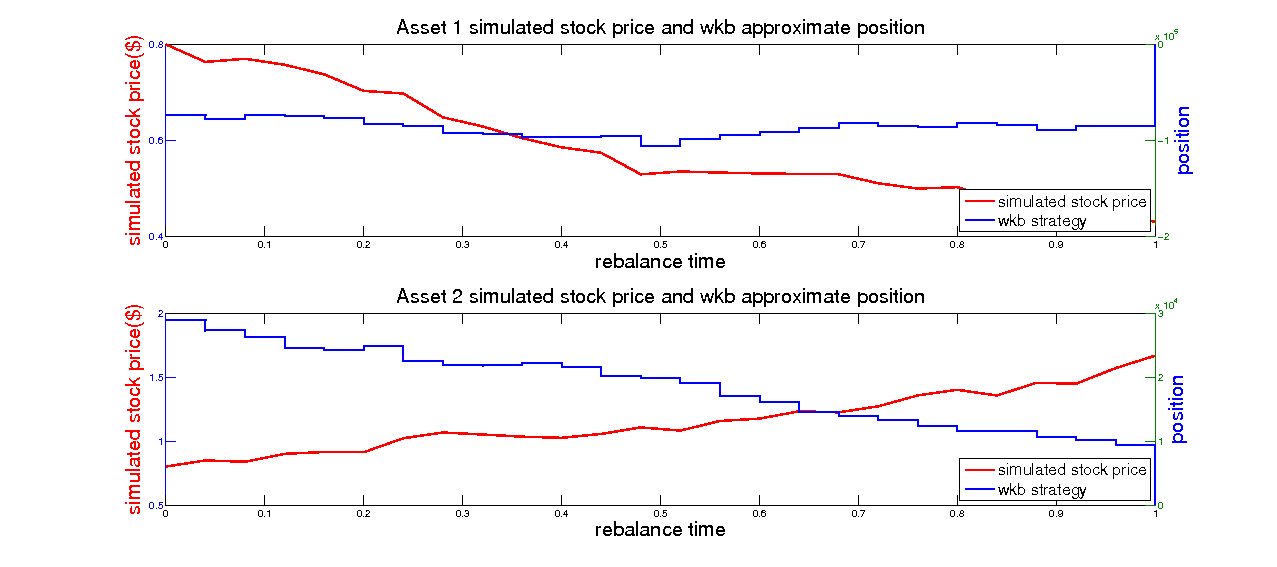 Asset 1 simulated stock price and wkb approximate position
x 10^5
simulated stock price($)
0.8
0.6
0.4
0
-1
-2
position
simulated stock price
wkb strategy
0 0.1 0.2 0.3 0.4 0.5 0.6 0.7 0.8 0.9 1
rebalance time
Asset 2 simulated stock price and wkb approximate position
x 10^4
simulated stock price($)
2
1.5
1
0.5
3
2
1
0
position
simulated stock price
wkb strategy
0 0.1 0.2 0.3 0.4 0.5 0.6 0.7 0.8 0.9 1
rebalance time